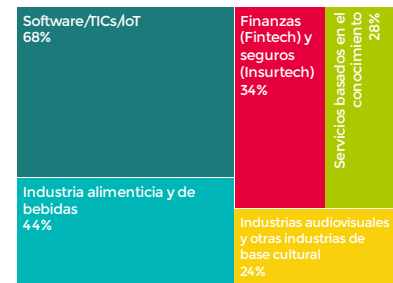 Software/TICs/IoT
68%
Finanzas
(Fintech) y
seguros
(Insurtech)
34%
Servicios basados en el
conocimiento
28%
Industria alimenticia y de
bebidas
44%
Industrias audiovisuales
y otras industrias de
base cultural
24%